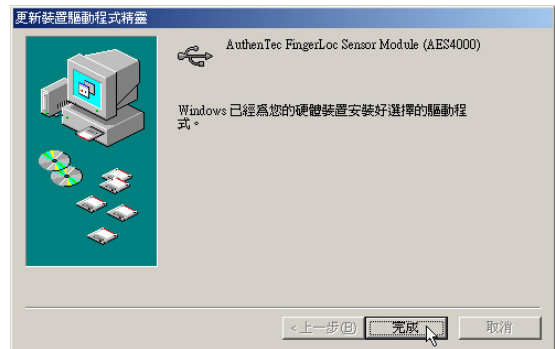 更新裝置驅動程式精靈
AuthenTec FingerLoc Sensor Module (AES4000)
Windows 已經為您的硬體裝置安裝好選擇的驅動程
式。
<上一步(B)
完成
取消